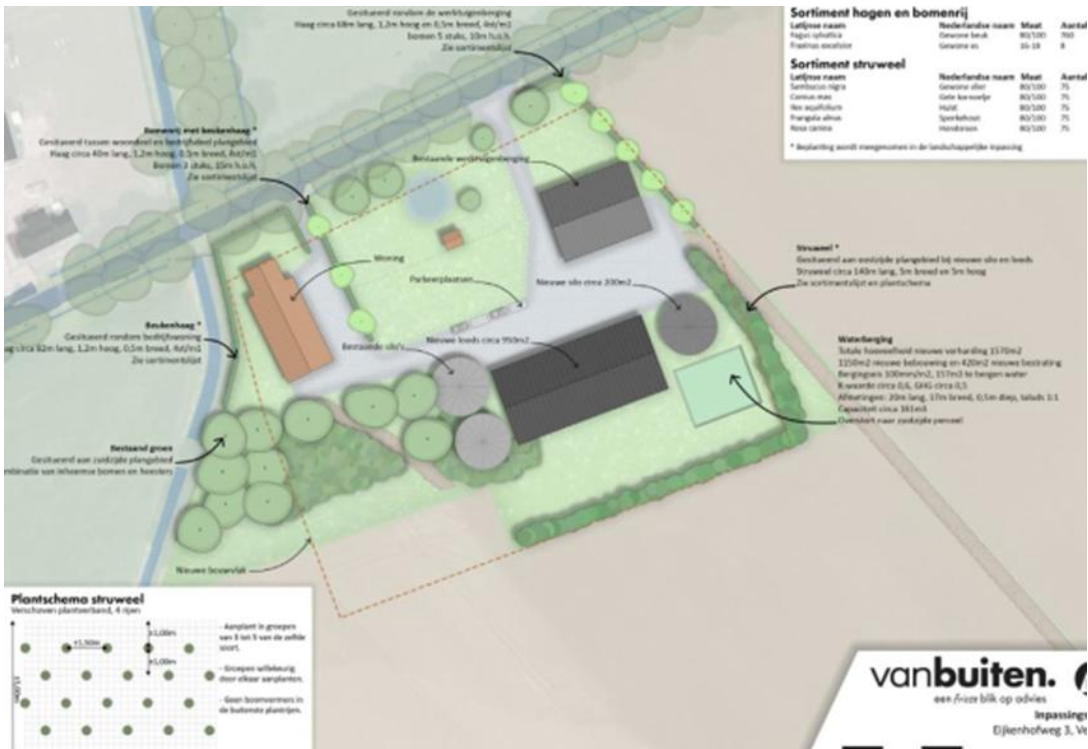 Gesitueerd rondom de werktuigenberging
Haag circa 68m lang, 1,2m hoog en 0,5m breed, 4st/m1
Bomen 5 stuks, 10m h.o.h.
Zie sortimentslijst
Sortiment hagen en bomenrij
Latijnse naam Nederlandse naam Maat Aantal
Fagus sylvatica Gewone beuk 80/100 760
Fraxinus excelsior Gewone es 16-18 8
Sortiment struweel
Latijnse naam Nederlandse naam Maat Aantal
Sambucus nigra Gewone vlier 80/100 75
Cornus mas Gele kornoelje 80/100 75
Ilex aquifolium Hulst 80/100 75
Frangula alnus Sporkehout 80/100 75
Rosa canina Hondsroos 80/100 75
* Beplanting wordt meegenomen in de landschappelijke inpassing
Bomenrij met beukenhaag *
Gesitueerd tussen woondeel en bedrijfsdeel plangebied
Haag circa 40m lang, 1,2m hoog, 0,5m breed, 4st/m1
Bomen 3 stuks, 15m h.o.h.
Zie sortimentslijst
Bestaande werktuigenberging
Woning
Parkeerplaatsen
Nieuwe silo circa 200m2
Struweel *
Gesitueerd aan oostzijde plangebied bij nieuwe silo en loods
Struweel circa 140m lang, 5m breed en 5m hoog
Zie sortimentslijst en plantschema
Beukenhaag *
Gesitueerd rondom bedrijfswoning
circa 82m lang, 1,2m hoog, 0,5m breed, 4st/m1
Zie sortimentslijst
Bestaande silo's
Nieuwe loods circa 950m2
Waterberging
Totale hoeveelheid nieuwe verharding 1570m2
1150m2 nieuwe bebouwing en 420m2 nieuwe bestrating
Bergingseis 100mm/m2, 157m3 te bergen water
K-waarde circa 0,6, GHG circa 0,5
Afmetingen: 20m lang, 17m breed, 0,5m diep, taluds 1:1
Capaciteit circa 161m3
Overstort naar zuidzijde perceel
Bestaand groen
Gesitueerd aan zuidzijde plangebied
van inheemse bomen en heesters
Nieuwe bouwvlak
Plantschema struweel
Verschoven plantverband, 4 rijen
±1,50m
±1,00m
±1,00m
- Aanplant in groepen
van 3 tot 5 van de zelfde
soort.
- Groepen willekeurig
door elkaar aanplanten.
- Geen boomvormers in
de buitenste plantrijen.
vanbuiten.
een frisse blik op advies
Eijkenhofweg 3,